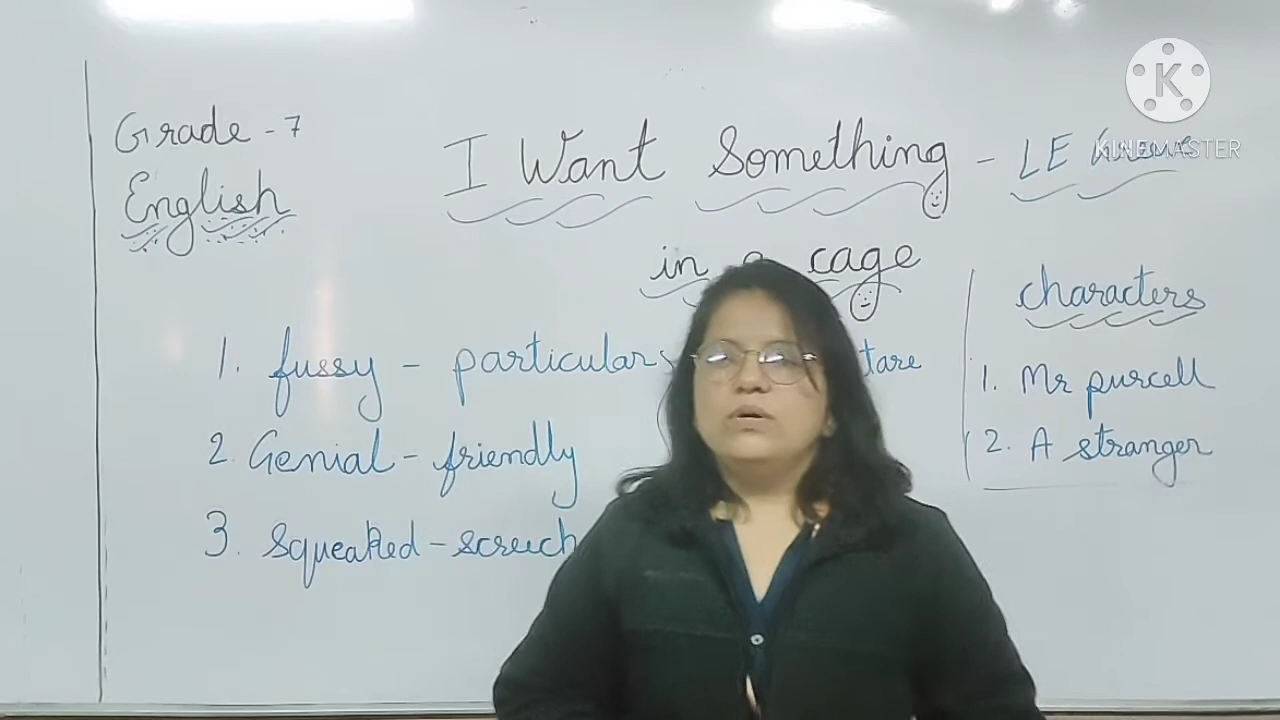 Grade - 7
English
I Want Something - LE
in a cage
characters
1. fussy - particular
1. Mr purcell
2. Genial - friendly
2. A stranger
3. squeaked - screech
K
KINEMASTER